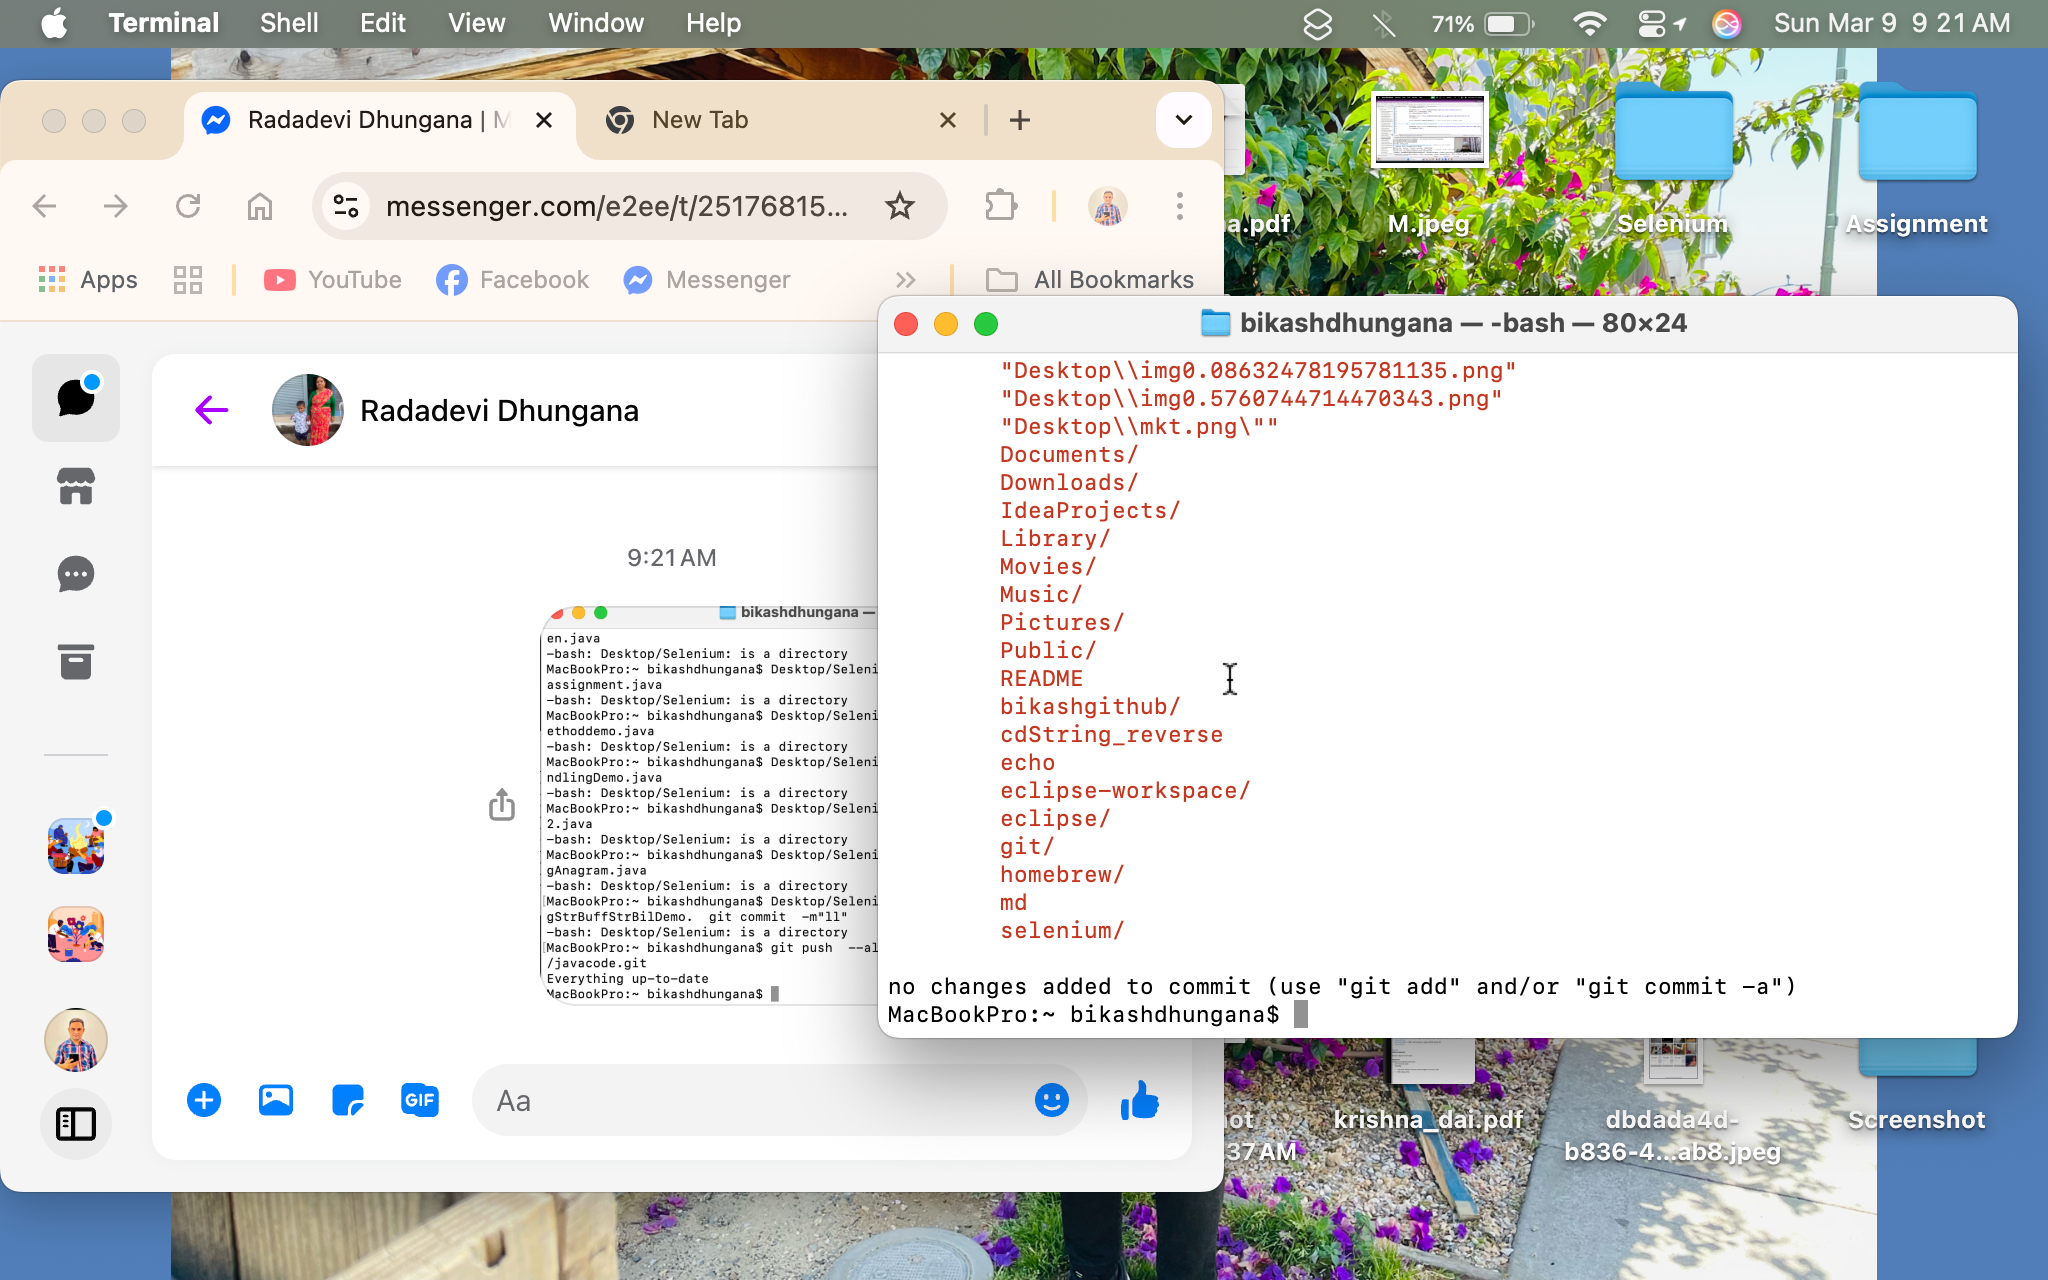 Terminal Shell Edit View Window Help 71% Sun Mar 9 9 21 AM
Radadevi Dhungana | M
New Tab
messenger.com/e2ee/t/25176815...
Apps YouTube Facebook Messenger All Bookmarks
a.pdf M.jpeg Selenium Assignment
Radadevi Dhungana
9:21 AM
bikashdhungana —
en.java
-bash: Desktop/Selenium: is a directory
MacBookPro:~ bikashdhungana$ Desktop/Selen
assignment.java
-bash: Desktop/Selenium: is a directory
MacBookPro:~ bikashdhungana$ Desktop/Seleni
ethoddemo.java
-bash: Desktop/Selenium: is a directory
MacBookPro:~ bikashdhungana$ Desktop/Seleni
ndlingDemo.java
-bash: Desktop/Selenium: is a directory
MacBookPro:~ bikashdhungana$ Desktop/Seleni
2.java
-bash: Desktop/Selenium: is a directory
MacBookPro:~ bikashdhungana$ Desktop/Seleni
gAnagram.java
-bash: Desktop/Selenium: is a directory
MacBookPro:~ bikashdhungana$ Desktop/Seleni
gStrBuffStrBilDemo.  git commit  -m"ll"
-bash: Desktop/Selenium: is a directory
MacBookPro:~ bikashdhungana$ git push  --al
/javacode.git
Everything up-to-date
MacBookPro:~ bikashdhungana$
Aa
GIF
bikashdhungana — -bash — 80×24
"Desktop\\img0.08632478195781135.png"
"Desktop\\img0.5760744714470343.png"
"Desktop\\mkt.png\""
Documents/
Downloads/
IdeaProjects/
Library/
Movies/
Music/
Pictures/
Public/
README
bikashgithub/
cdString_reverse
echo
eclipse-workspace/
eclipse/
git/
homebrew/
md
selenium/
no changes added to commit (use "git add" and/or "git commit -a")
MacBookPro:~ bikashdhungana$
ot
37 AM
krishna_dai.pdf
dbdada4d-
b836-4...ab8.jpeg
Screenshot